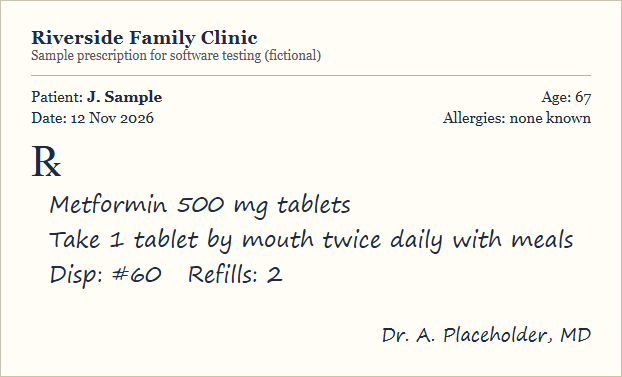 Riverside Family Clinic
Sample prescription for software testing (fictional)
Patient: J. Sample Age: 67
Date: 12 Nov 2026 Allergies: none known
℞
Metformin 500 mg tablets
Take 1 tablet by mouth twice daily with meals
Disp: #60 Refills: 2
Dr. A. Placeholder, MD